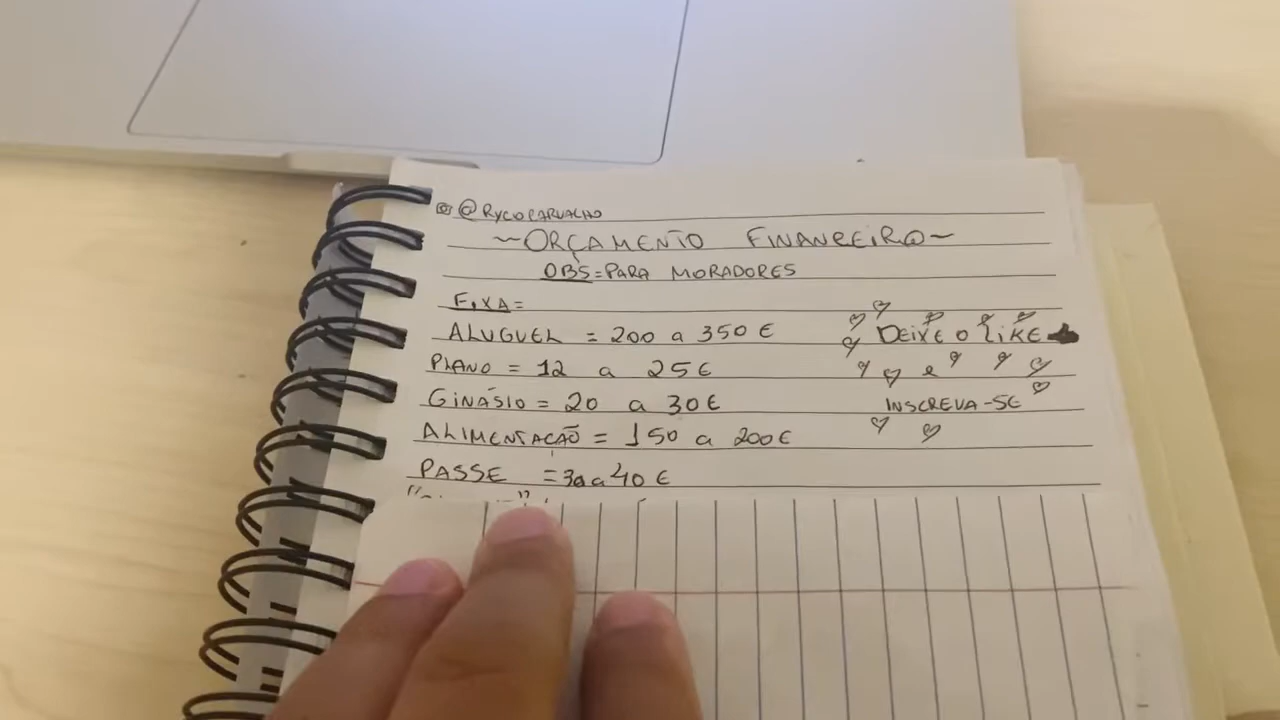 @RYCOCARVALHO
~ORÇAMENTO FINANCEIRO~
OBS=PARA MORADORES
FIXA=
ALUGUEL = 200 a 350 €
DEIXE O LIKE
PLANO = 12 a 25€
e
GINÁSIO = 20 a 30€
INSCREVA-SE
ALIMENTAÇÃO = 150 a 200€
PASSE = 30 a 40 €